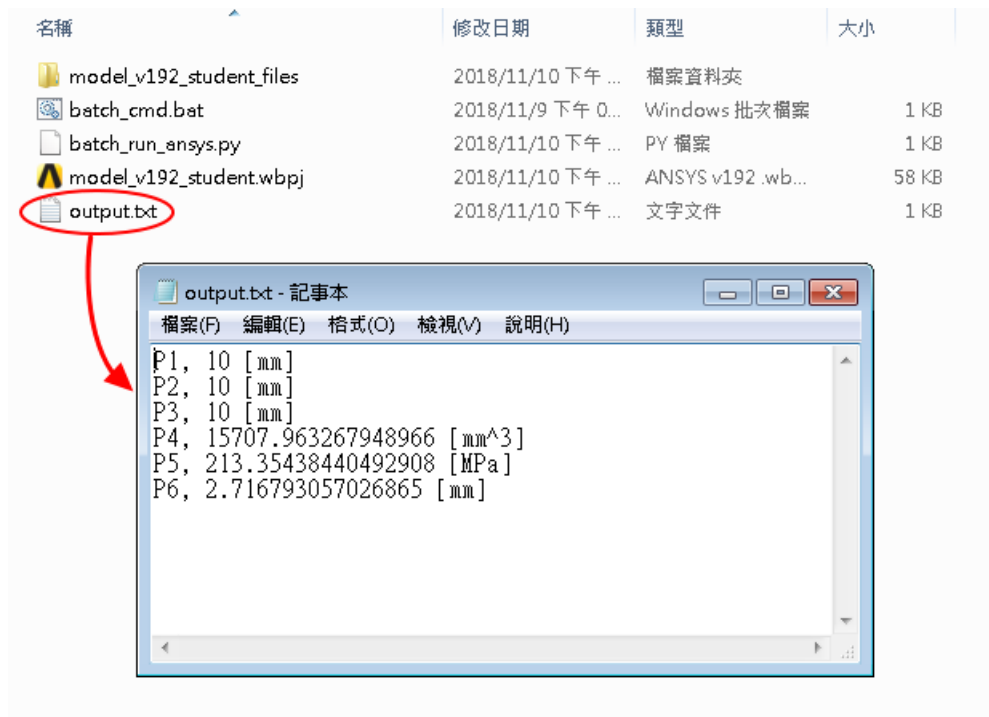 名稱 修改日期 類型 大小
model_v192_student_files 2018/11/10 下午 ... 檔案資料夾
batch_cmd.bat 2018/11/9 下午 0... Windows 批次檔案 1 KB
batch_run_ansys.py 2018/11/10 下午 ... PY 檔案 1 KB
model_v192_student.wbpj 2018/11/10 下午 ... ANSYS v192 .wb... 58 KB
output.txt 2018/11/10 下午 ... 文字文件 1 KB
output.txt - 記事本
檔案(F) 編輯(E) 格式(O) 檢視(V) 說明(H)
P1, 10 [mm]
P2, 10 [mm]
P3, 10 [mm]
P4, 15707.963267948966 [mm^3]
P5, 213.35438440492908 [MPa]
P6, 2.716793057026865 [mm]